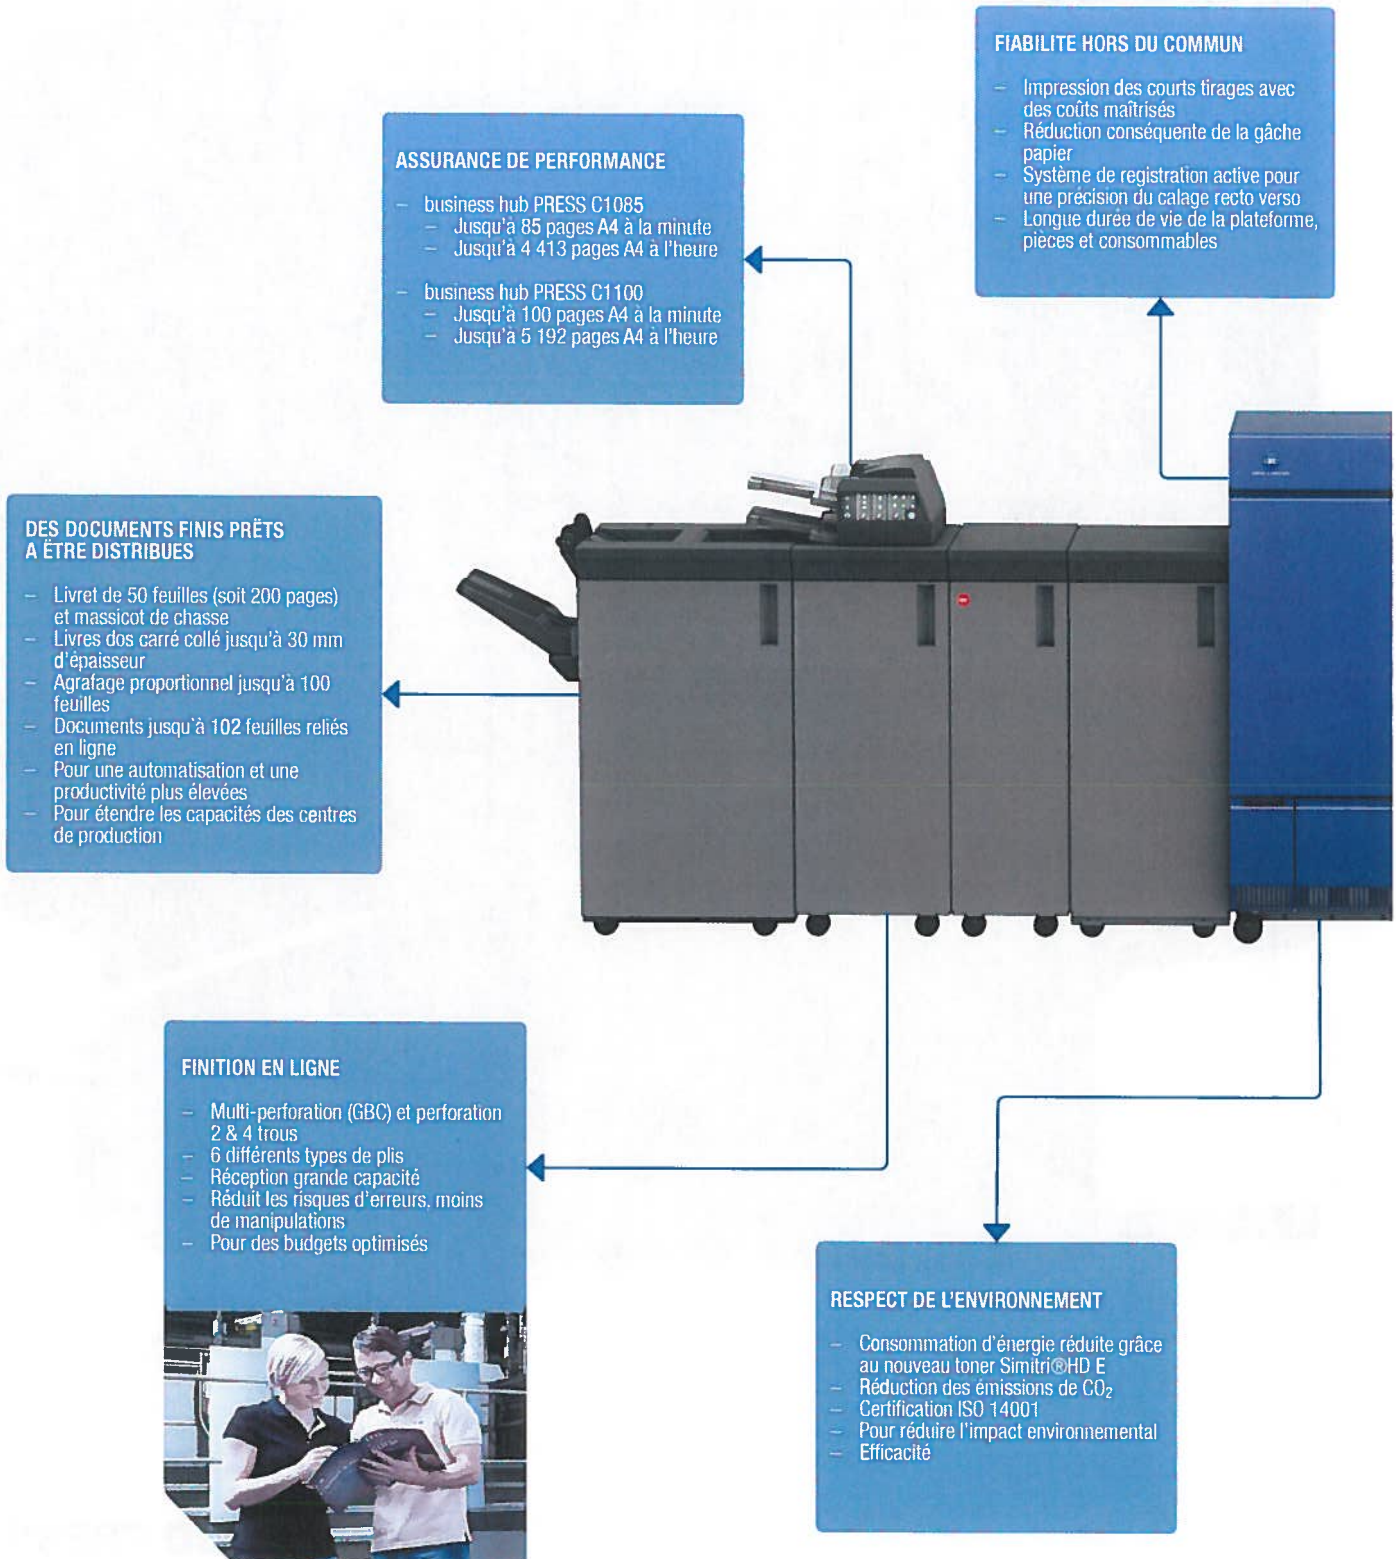 FIABILITE HORS DU COMMUN
– Impression des courts tirages avec
des coûts maîtrisés
– Réduction conséquente de la gâche
papier
– Système de registration active pour
une précision du calage recto verso
– Longue durée de vie de la plateforme,
pièces et consommables
ASSURANCE DE PERFORMANCE
– business hub PRESS C1085
– Jusqu'à 85 pages A4 à la minute
– Jusqu'à 4 413 pages A4 à l'heure
– business hub PRESS C1100
– Jusqu'à 100 pages A4 à la minute
– Jusqu'à 5 192 pages A4 à l'heure
DES DOCUMENTS FINIS PRÊTS
A ÊTRE DISTRIBUES
– Livret de 50 feuilles (soit 200 pages)
et massicot de chasse
– Livres dos carré collé jusqu'à 30 mm
d'épaisseur
– Agrafage proportionnel jusqu'à 100
feuilles
– Documents jusqu'à 102 feuilles reliés
en ligne
– Pour une automatisation et une
productivité plus élevées
– Pour étendre les capacités des centres
de production
FINITION EN LIGNE
– Multi-perforation (GBC) et perforation
2 & 4 trous
– 6 différents types de plis
– Réception grande capacité
– Réduit les risques d'erreurs, moins
de manipulations
– Pour des budgets optimisés
RESPECT DE L'ENVIRONNEMENT
– Consommation d'énergie réduite grâce
au nouveau toner Simitri®HD E
– Réduction des émissions de CO₂
– Certification ISO 14001
– Pour réduire l'impact environnemental
– Efficacité